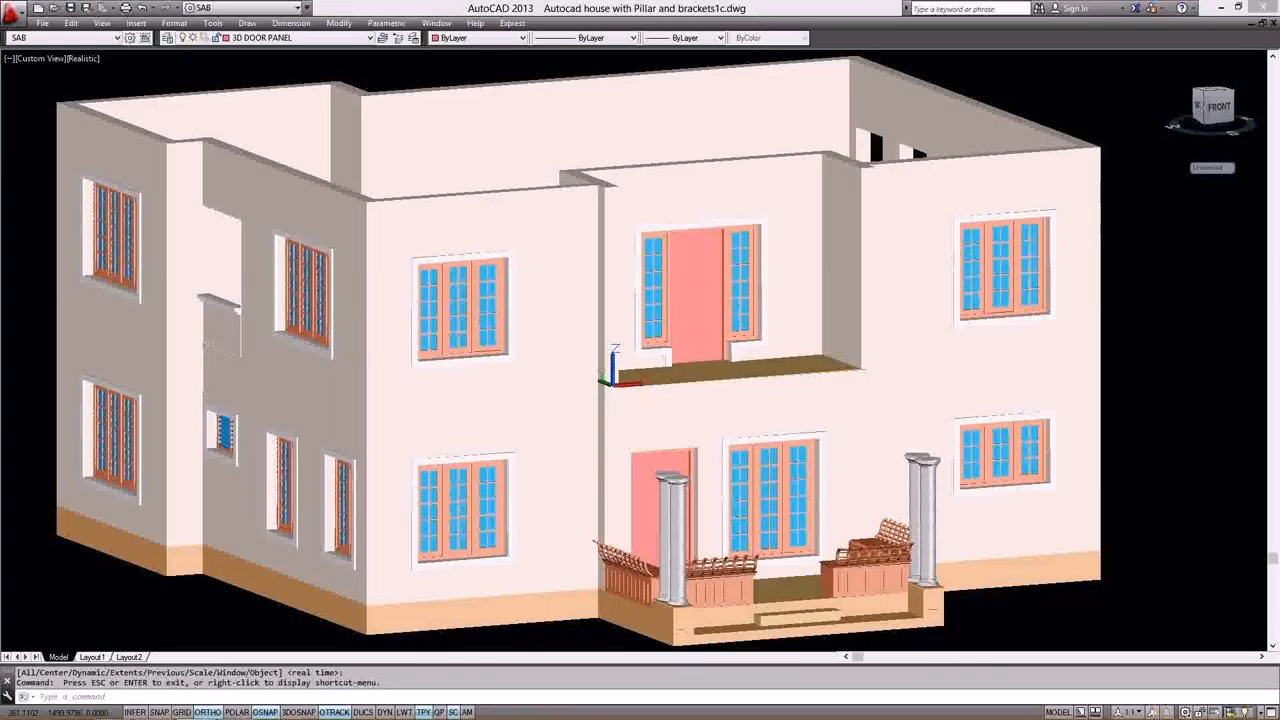 SAB
AutoCAD 2013    Autocad house with Pillar and brackets1c.dwg
Type a keyword or phrase
Sign In
File Edit View Insert Format Tools Draw Dimension Modify Parametric Window Help Express
SAB
3D DOOR PANEL
ByLayer
ByLayer
ByLayer
ByColor
[−][Custom View][Realistic]
FRONT
Unnamed
Z
Model Layout1 Layout2
[All/Center/Dynamic/Extents/Previous/Scale/Window/Object] <real time>:
Command:  Press ESC or ENTER to exit, or right-click to display shortcut-menu.
Type a command
INFER SNAP GRID ORTHO POLAR OSNAP 3DOSNAP OTRACK DUCS DYN LWT TPY QP SC AM
MODEL
1:1